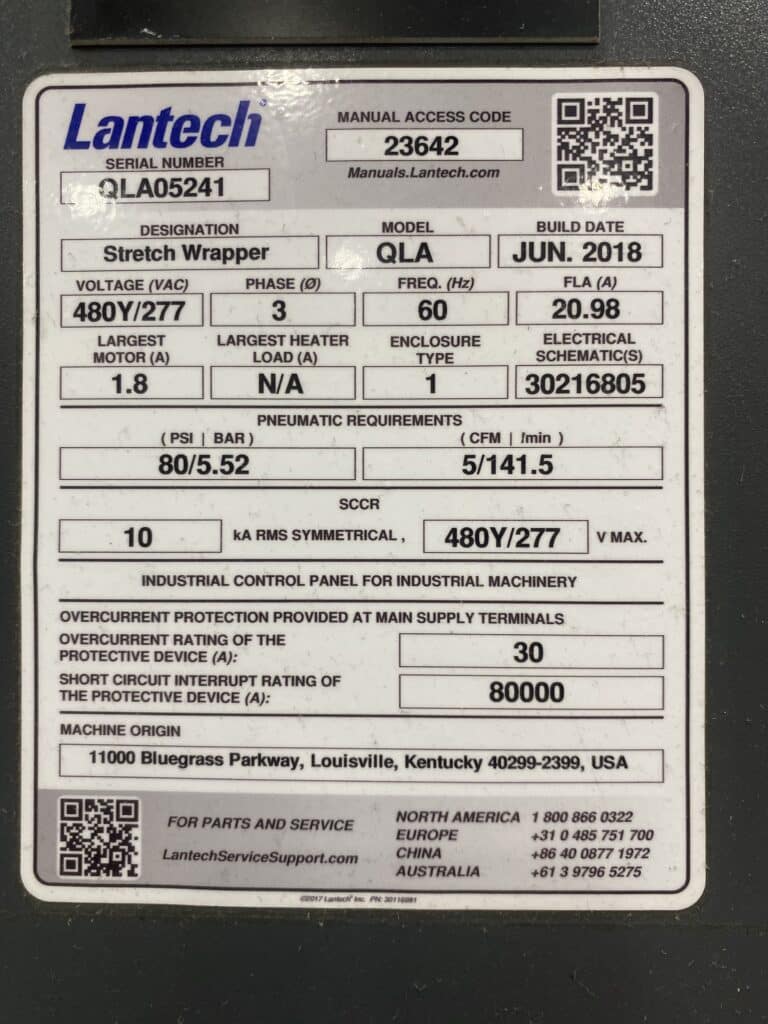 Lantech®
MANUAL ACCESS CODE
23642
Manuals.Lantech.com
SERIAL NUMBER
QLA05241
DESIGNATION MODEL BUILD DATE
Stretch Wrapper QLA JUN. 2018
VOLTAGE (VAC) PHASE (Ø) FREQ. (Hz) FLA (A)
480Y/277 3 60 20.98
LARGEST MOTOR (A) LARGEST HEATER LOAD (A) ENCLOSURE TYPE ELECTRICAL SCHEMATIC(S)
1.8 N/A 1 30216805
PNEUMATIC REQUIREMENTS
( PSI | BAR ) ( CFM | l/min )
80/5.52 5/141.5
SCCR
10 kA RMS SYMMETRICAL , 480Y/277 V MAX.
INDUSTRIAL CONTROL PANEL FOR INDUSTRIAL MACHINERY
OVERCURRENT PROTECTION PROVIDED AT MAIN SUPPLY TERMINALS
OVERCURRENT RATING OF THE
PROTECTIVE DEVICE (A): 30
SHORT CIRCUIT INTERRUPT RATING OF
THE PROTECTIVE DEVICE (A): 80000
MACHINE ORIGIN
11000 Bluegrass Parkway, Louisville, Kentucky 40299-2399, USA
FOR PARTS AND SERVICE
LantechServiceSupport.com
NORTH AMERICA 1 800 866 0322
EUROPE +31 0 485 751 700
CHINA +86 40 0877 1972
AUSTRALIA +61 3 9796 5275
©2017 Lantech® Inc. PN: 30116981